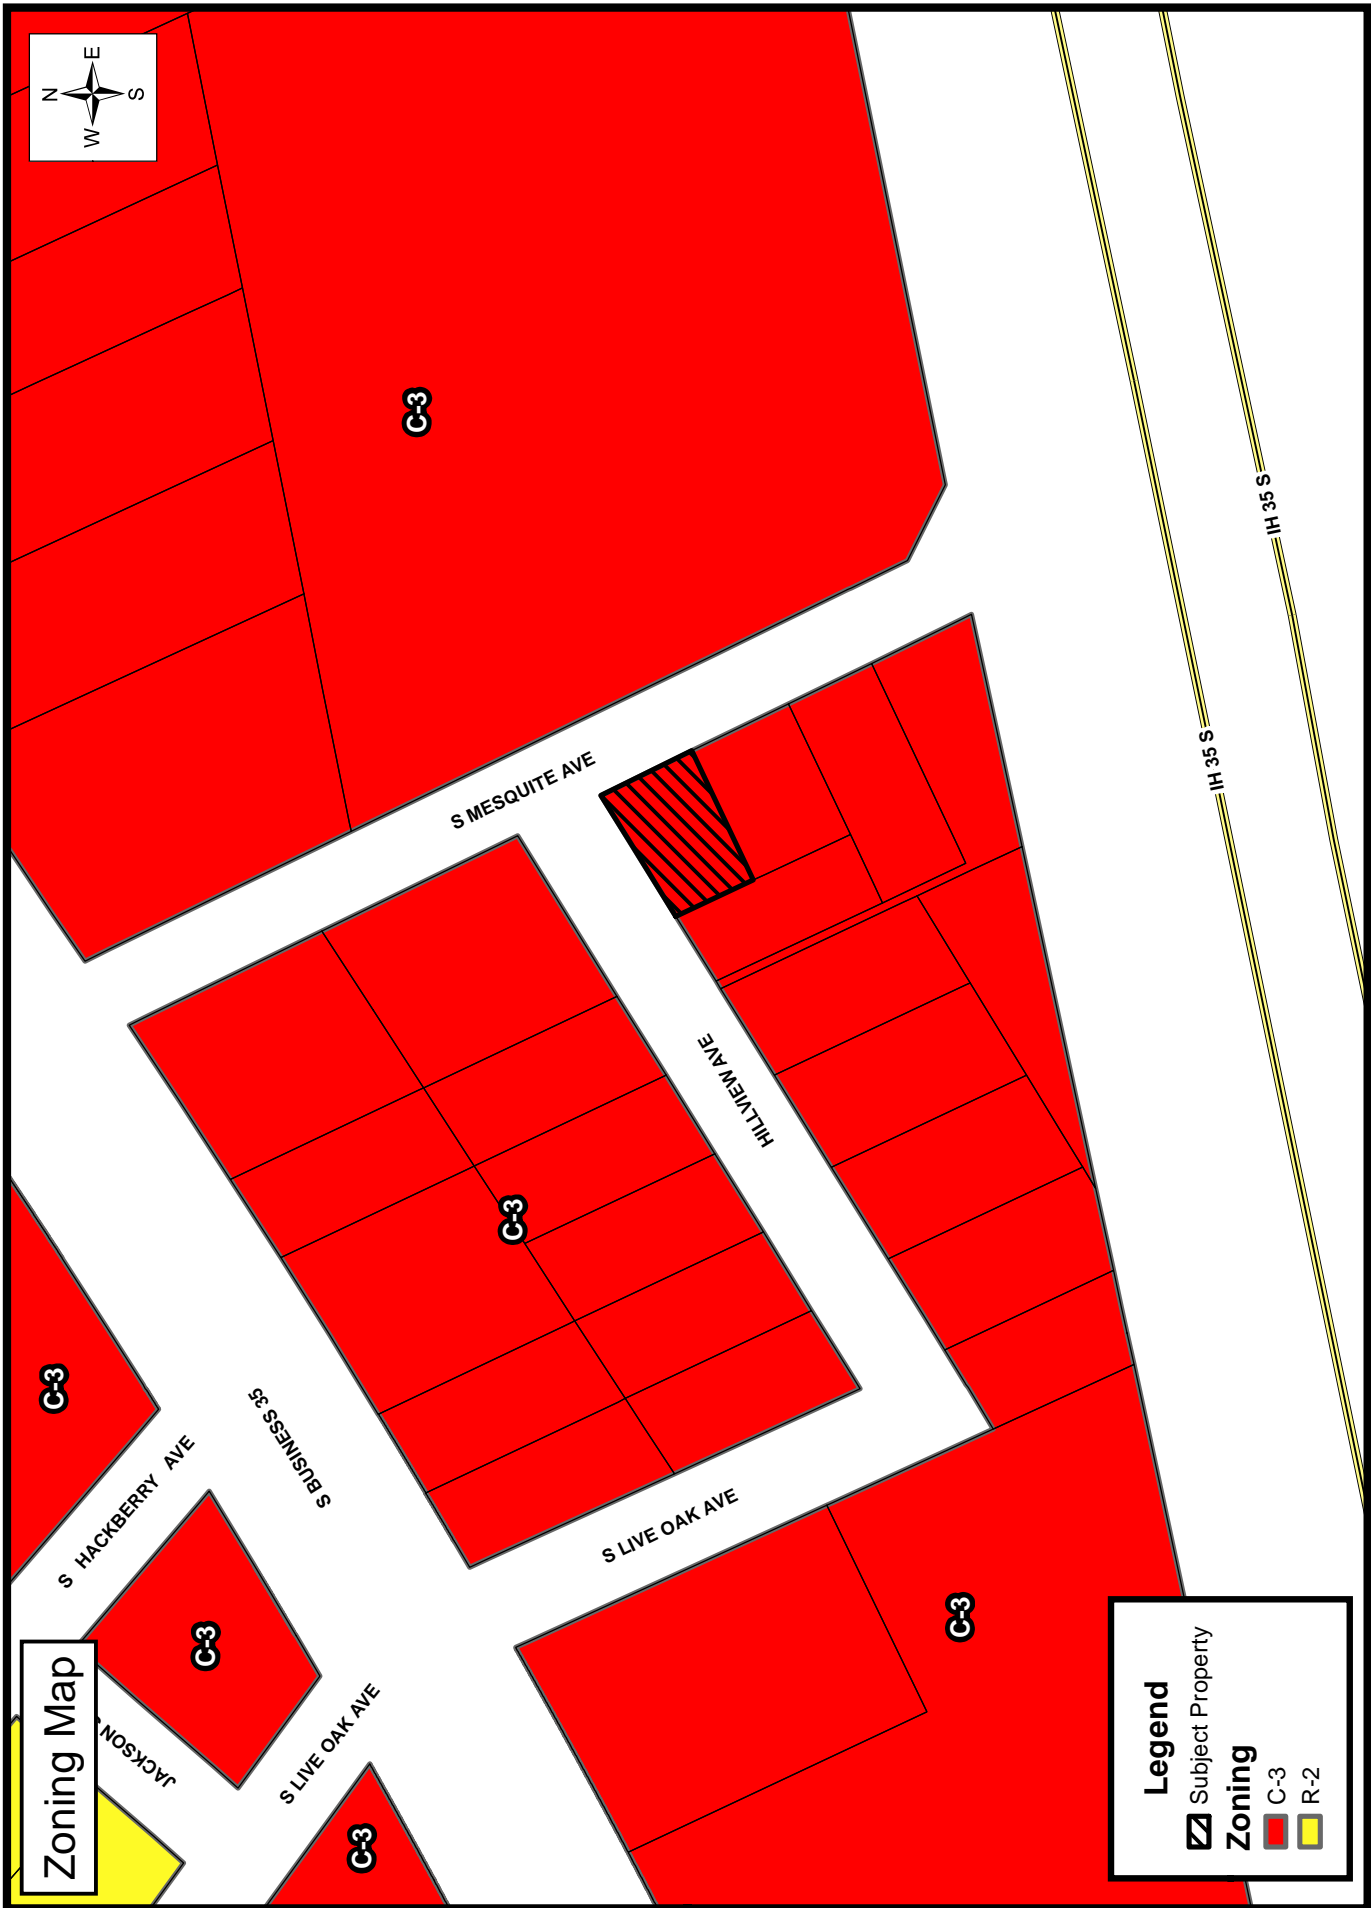 Zoning Map
N
E
S
W
C-3
C-3
C-3
C-3
C-3
C-3
S MESQUITE AVE
HILLVIEW AVE
S BUSINESS 35
S HACKBERRY AVE
JACKSON
S LIVE OAK AVE
S LIVE OAK AVE
IH 35 S
IH 35 S
Legend
Subject Property
Zoning
C-3
R-2